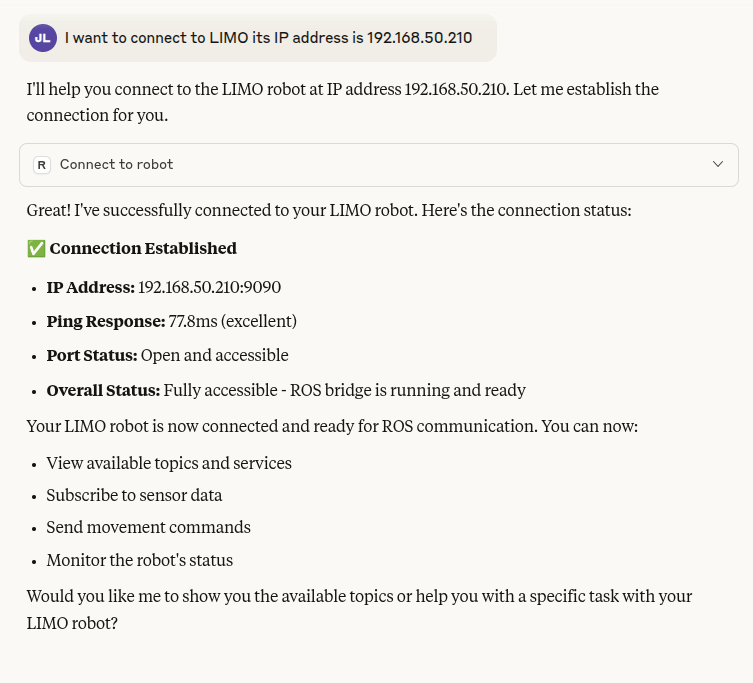 JL I want to connect to LIMO its IP address is 192.168.50.210
I'll help you connect to the LIMO robot at IP address 192.168.50.210. Let me establish the
connection for you.
R Connect to robot
Great! I've successfully connected to your LIMO robot. Here's the connection status:
✅ Connection Established
• IP Address: 192.168.50.210:9090
• Ping Response: 77.8ms (excellent)
• Port Status: Open and accessible
• Overall Status: Fully accessible - ROS bridge is running and ready
Your LIMO robot is now connected and ready for ROS communication. You can now:
• View available topics and services
• Subscribe to sensor data
• Send movement commands
• Monitor the robot's status
Would you like me to show you the available topics or help you with a specific task with your
LIMO robot?